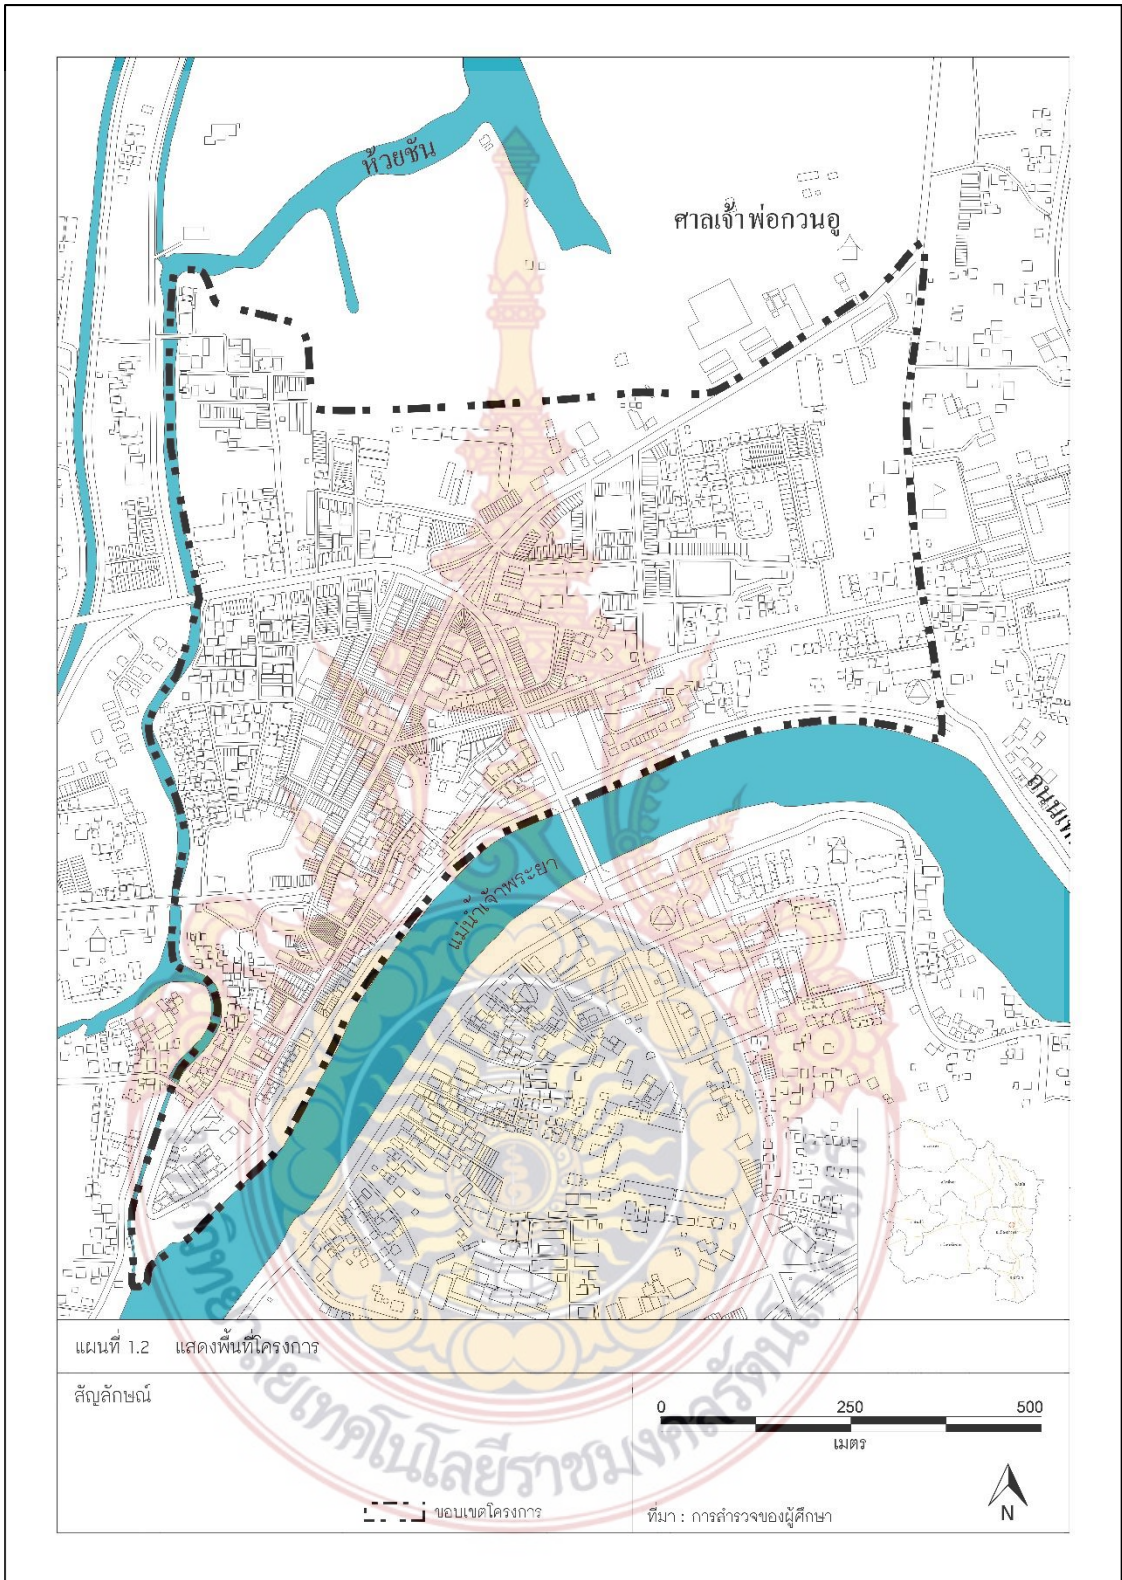 ห้วยชัน
ศาลเจ้าพ่อกวนอู
แม่น้ำเจ้าพระยา
แผนที่ 1.2 แสดงพื้นที่โครงการ
สัญลักษณ์
0 250 500
เมตร
ขอบเขตโครงการ
ที่มา : การสำรวจของผู้ศึกษา
N